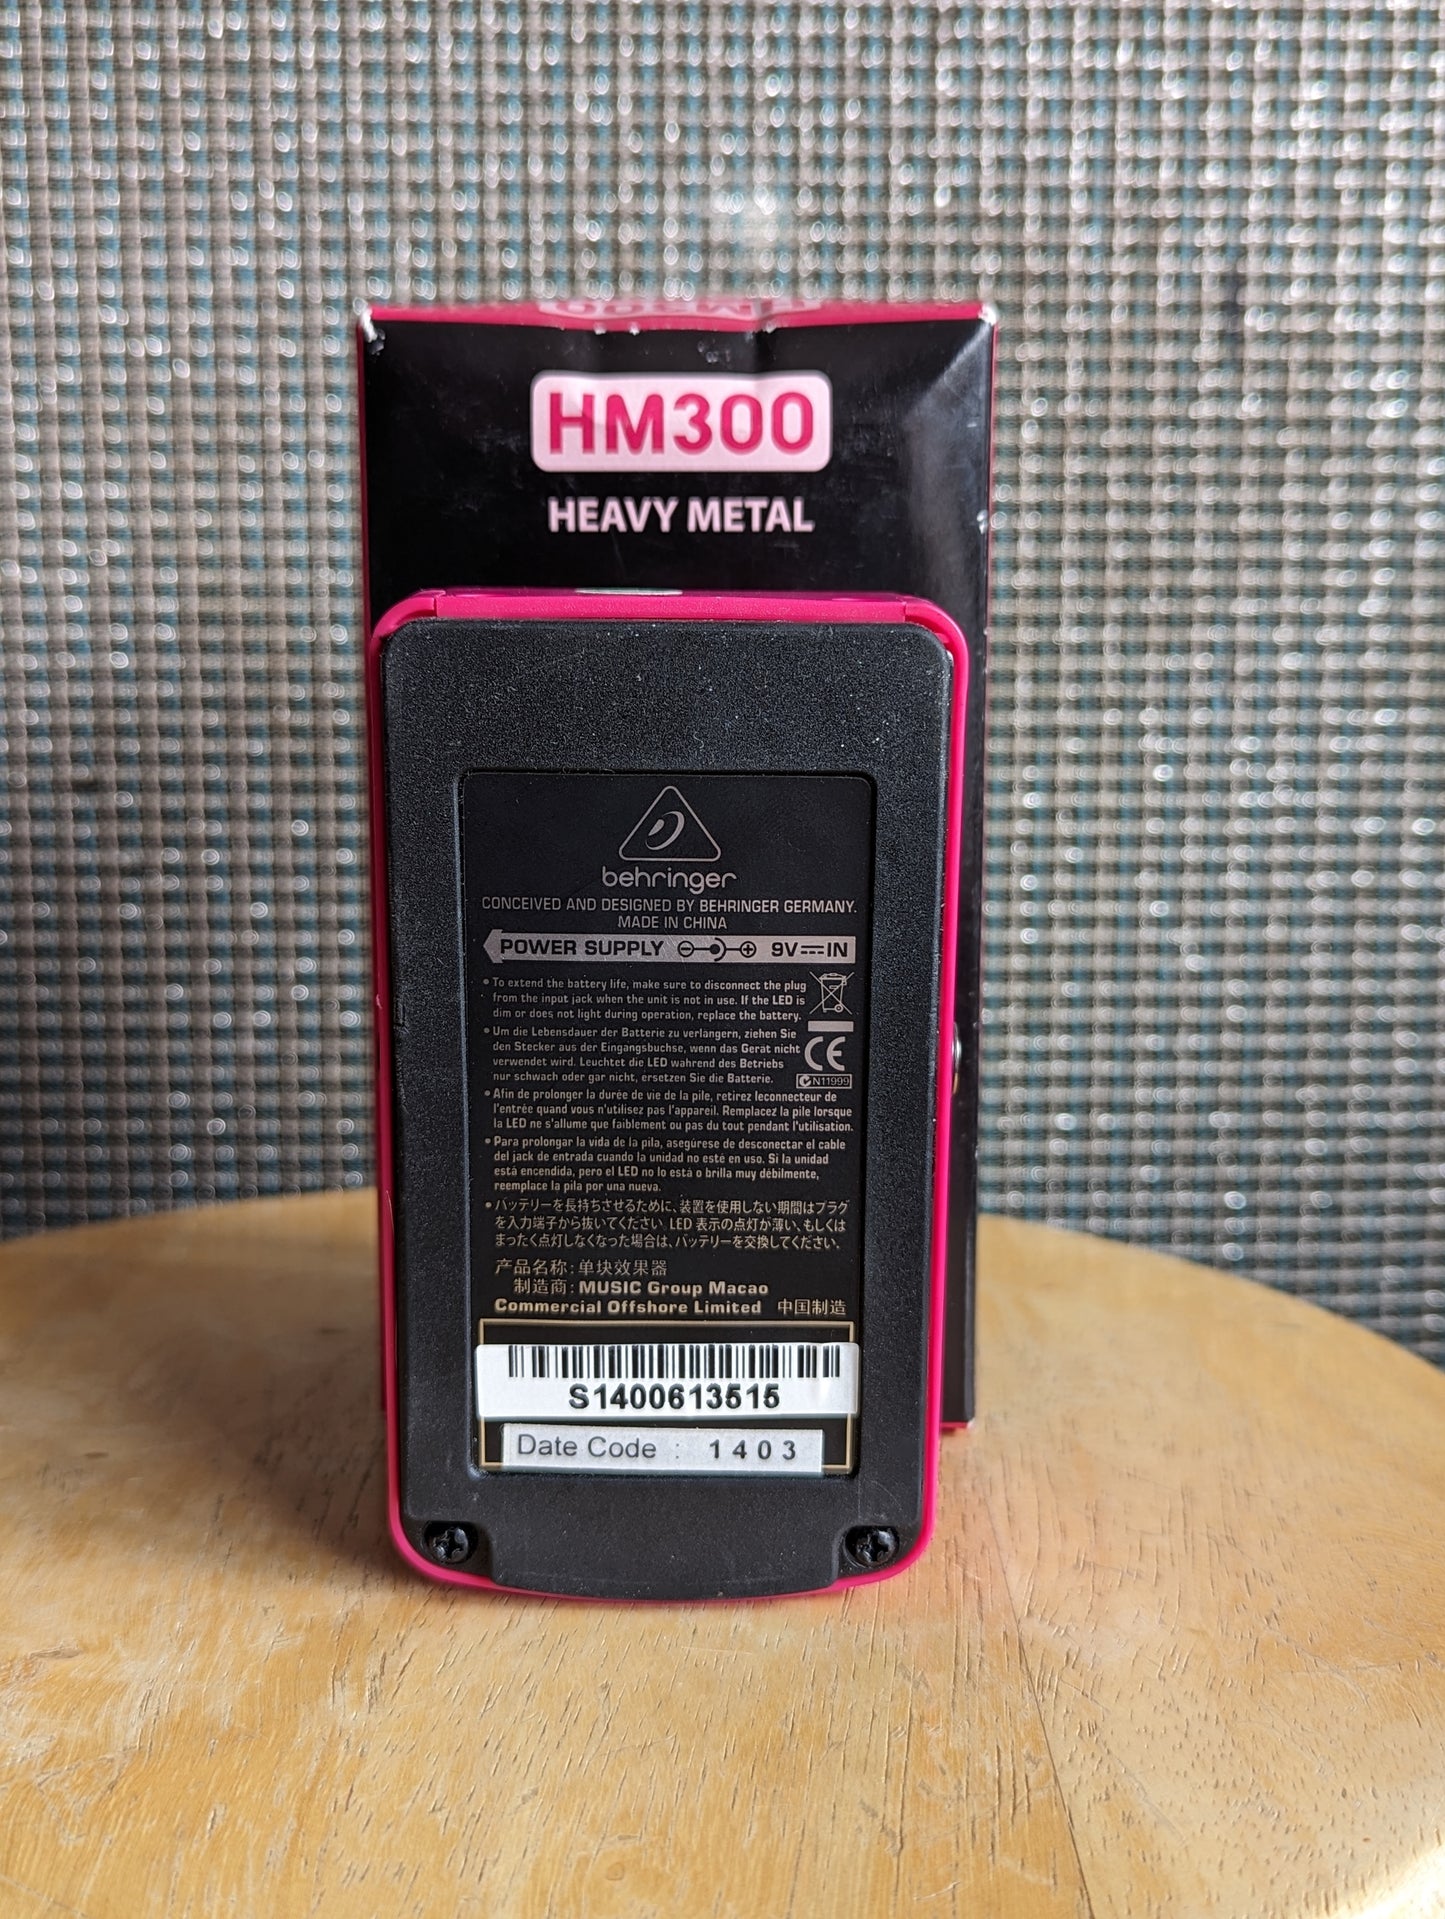 HM300
HEAVY METAL
behringer
CONCEIVED AND DESIGNED BY BEHRINGER GERMANY.
MADE IN CHINA
POWER SUPPLY 9V IN
• To extend the battery life, make sure to disconnect the plug
from the input jack when the unit is not in use. If the LED is
dim or does not light during operation, replace the battery.
• Um die Lebensdauer der Batterie zu verlängern, ziehen Sie
den Stecker aus der Eingangsbuchse, wenn das Gerät nicht
verwendet wird. Leuchtet die LED während des Betriebs
nur schwach oder gar nicht, ersetzen Sie die Batterie.
CE
N11999
• Afin de prolonger la durée de vie de la pile, retirez leconnecteur de
l'entrée quand vous n'utilisez pas l'appareil. Remplacez la pile lorsque
la LED ne s'allume que faiblement ou pas du tout pendant l'utilisation.
• Para prolongar la vida de la pila, asegúrese de desconectar el cable
del jack de entrada cuando la unidad no esté en uso. Si la unidad
está encendida, pero el LED no lo está o brilla muy débilmente,
reemplace la pila por una nueva.
• バッテリーを長持ちさせるために、装置を使用しない期間はプラグ
を入力端子から抜いてください. LED 表示の点灯が薄い、もしくは
まったく点灯しなくなった場合は、バッテリーを交換してください.
产品名称: 单块效果器
制造商: MUSIC Group Macao
Commercial Offshore Limited 中国制造
S1400613515
Date Code : 1403